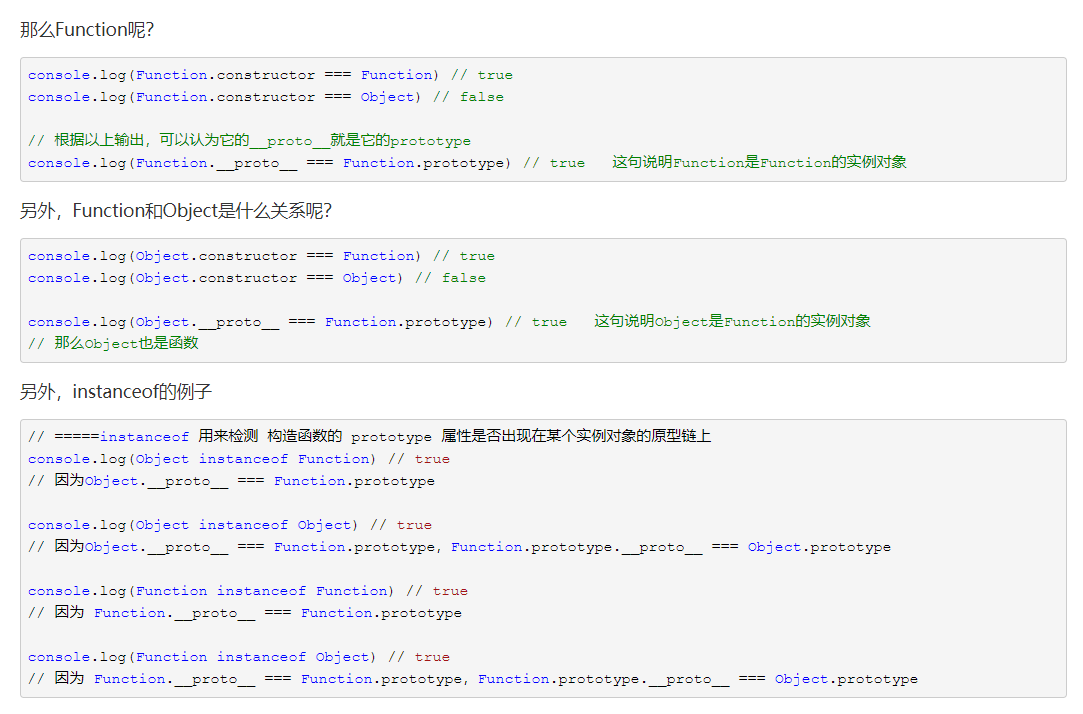 那么Function呢？
console.log(Function.constructor === Function) // true
console.log(Function.constructor === Object) // false
// 根据以上输出，可以认为它的__proto__就是它的prototype
console.log(Function.__proto__ === Function.prototype) // true   这句说明Function是Function的实例对象
另外，Function和Object是什么关系呢？
console.log(Object.constructor === Function) // true
console.log(Object.constructor === Object) // false
console.log(Object.__proto__ === Function.prototype) // true   这句说明Object是Function的实例对象
// 那么Object也是函数
另外，instanceof的例子
// =====instanceof 用来检测 构造函数的 prototype 属性是否出现在某个实例对象的原型链上
console.log(Object instanceof Function) // true
// 因为Object.__proto__ === Function.prototype
console.log(Object instanceof Object) // true
// 因为Object.__proto__ === Function.prototype，Function.prototype.__proto__ === Object.prototype
console.log(Function instanceof Function) // true
// 因为 Function.__proto__ === Function.prototype
console.log(Function instanceof Object) // true
// 因为 Function.__proto__ === Function.prototype，Function.prototype.__proto__ === Object.prototype